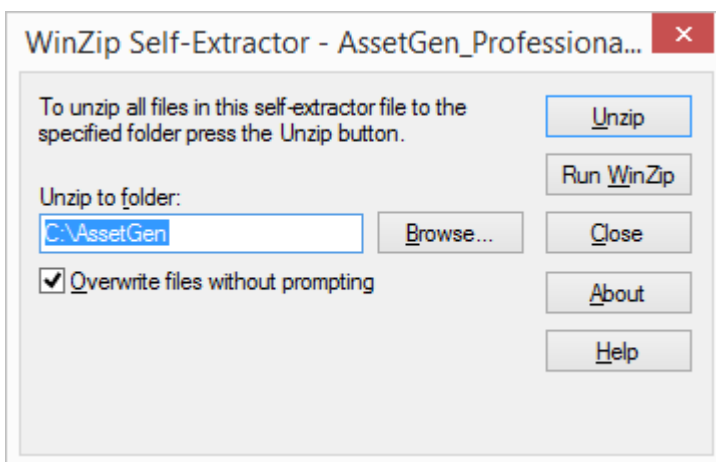 WinZip Self-Extractor - AssetGen_Professiona...
To unzip all files in this self-extractor file to the
specified folder press the Unzip button.
Unzip
Run WinZip
Unzip to folder:
C:\AssetGen
Browse...
Close
Overwrite files without prompting
About
Help